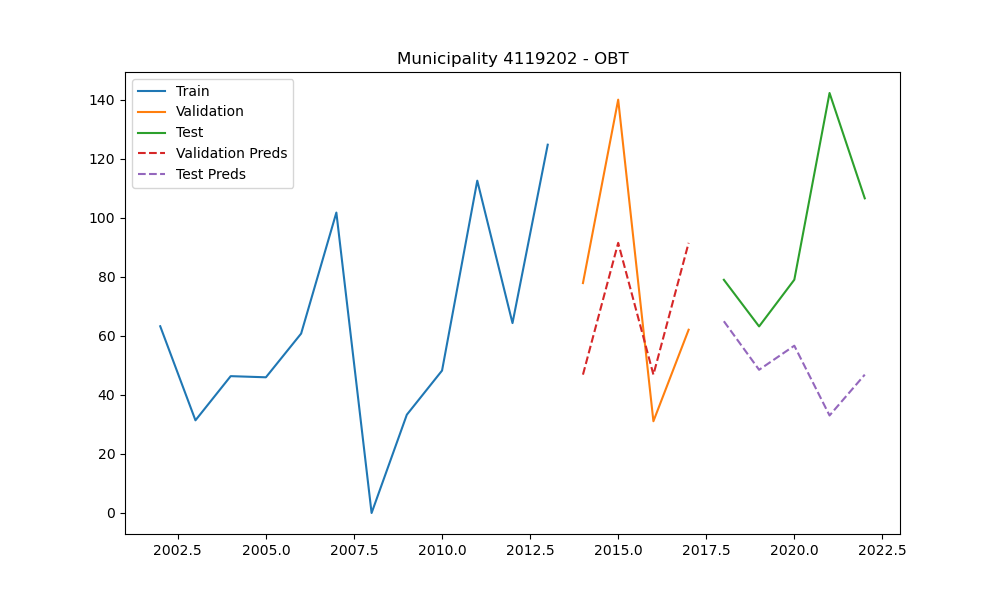 Municipality 4119202 - OBT
Train
Validation
Test
Validation Preds
Test Preds
140
120
100
80
60
40
20
0
2002.5 2005.0 2007.5 2010.0 2012.5 2015.0 2017.5 2020.0 2022.5